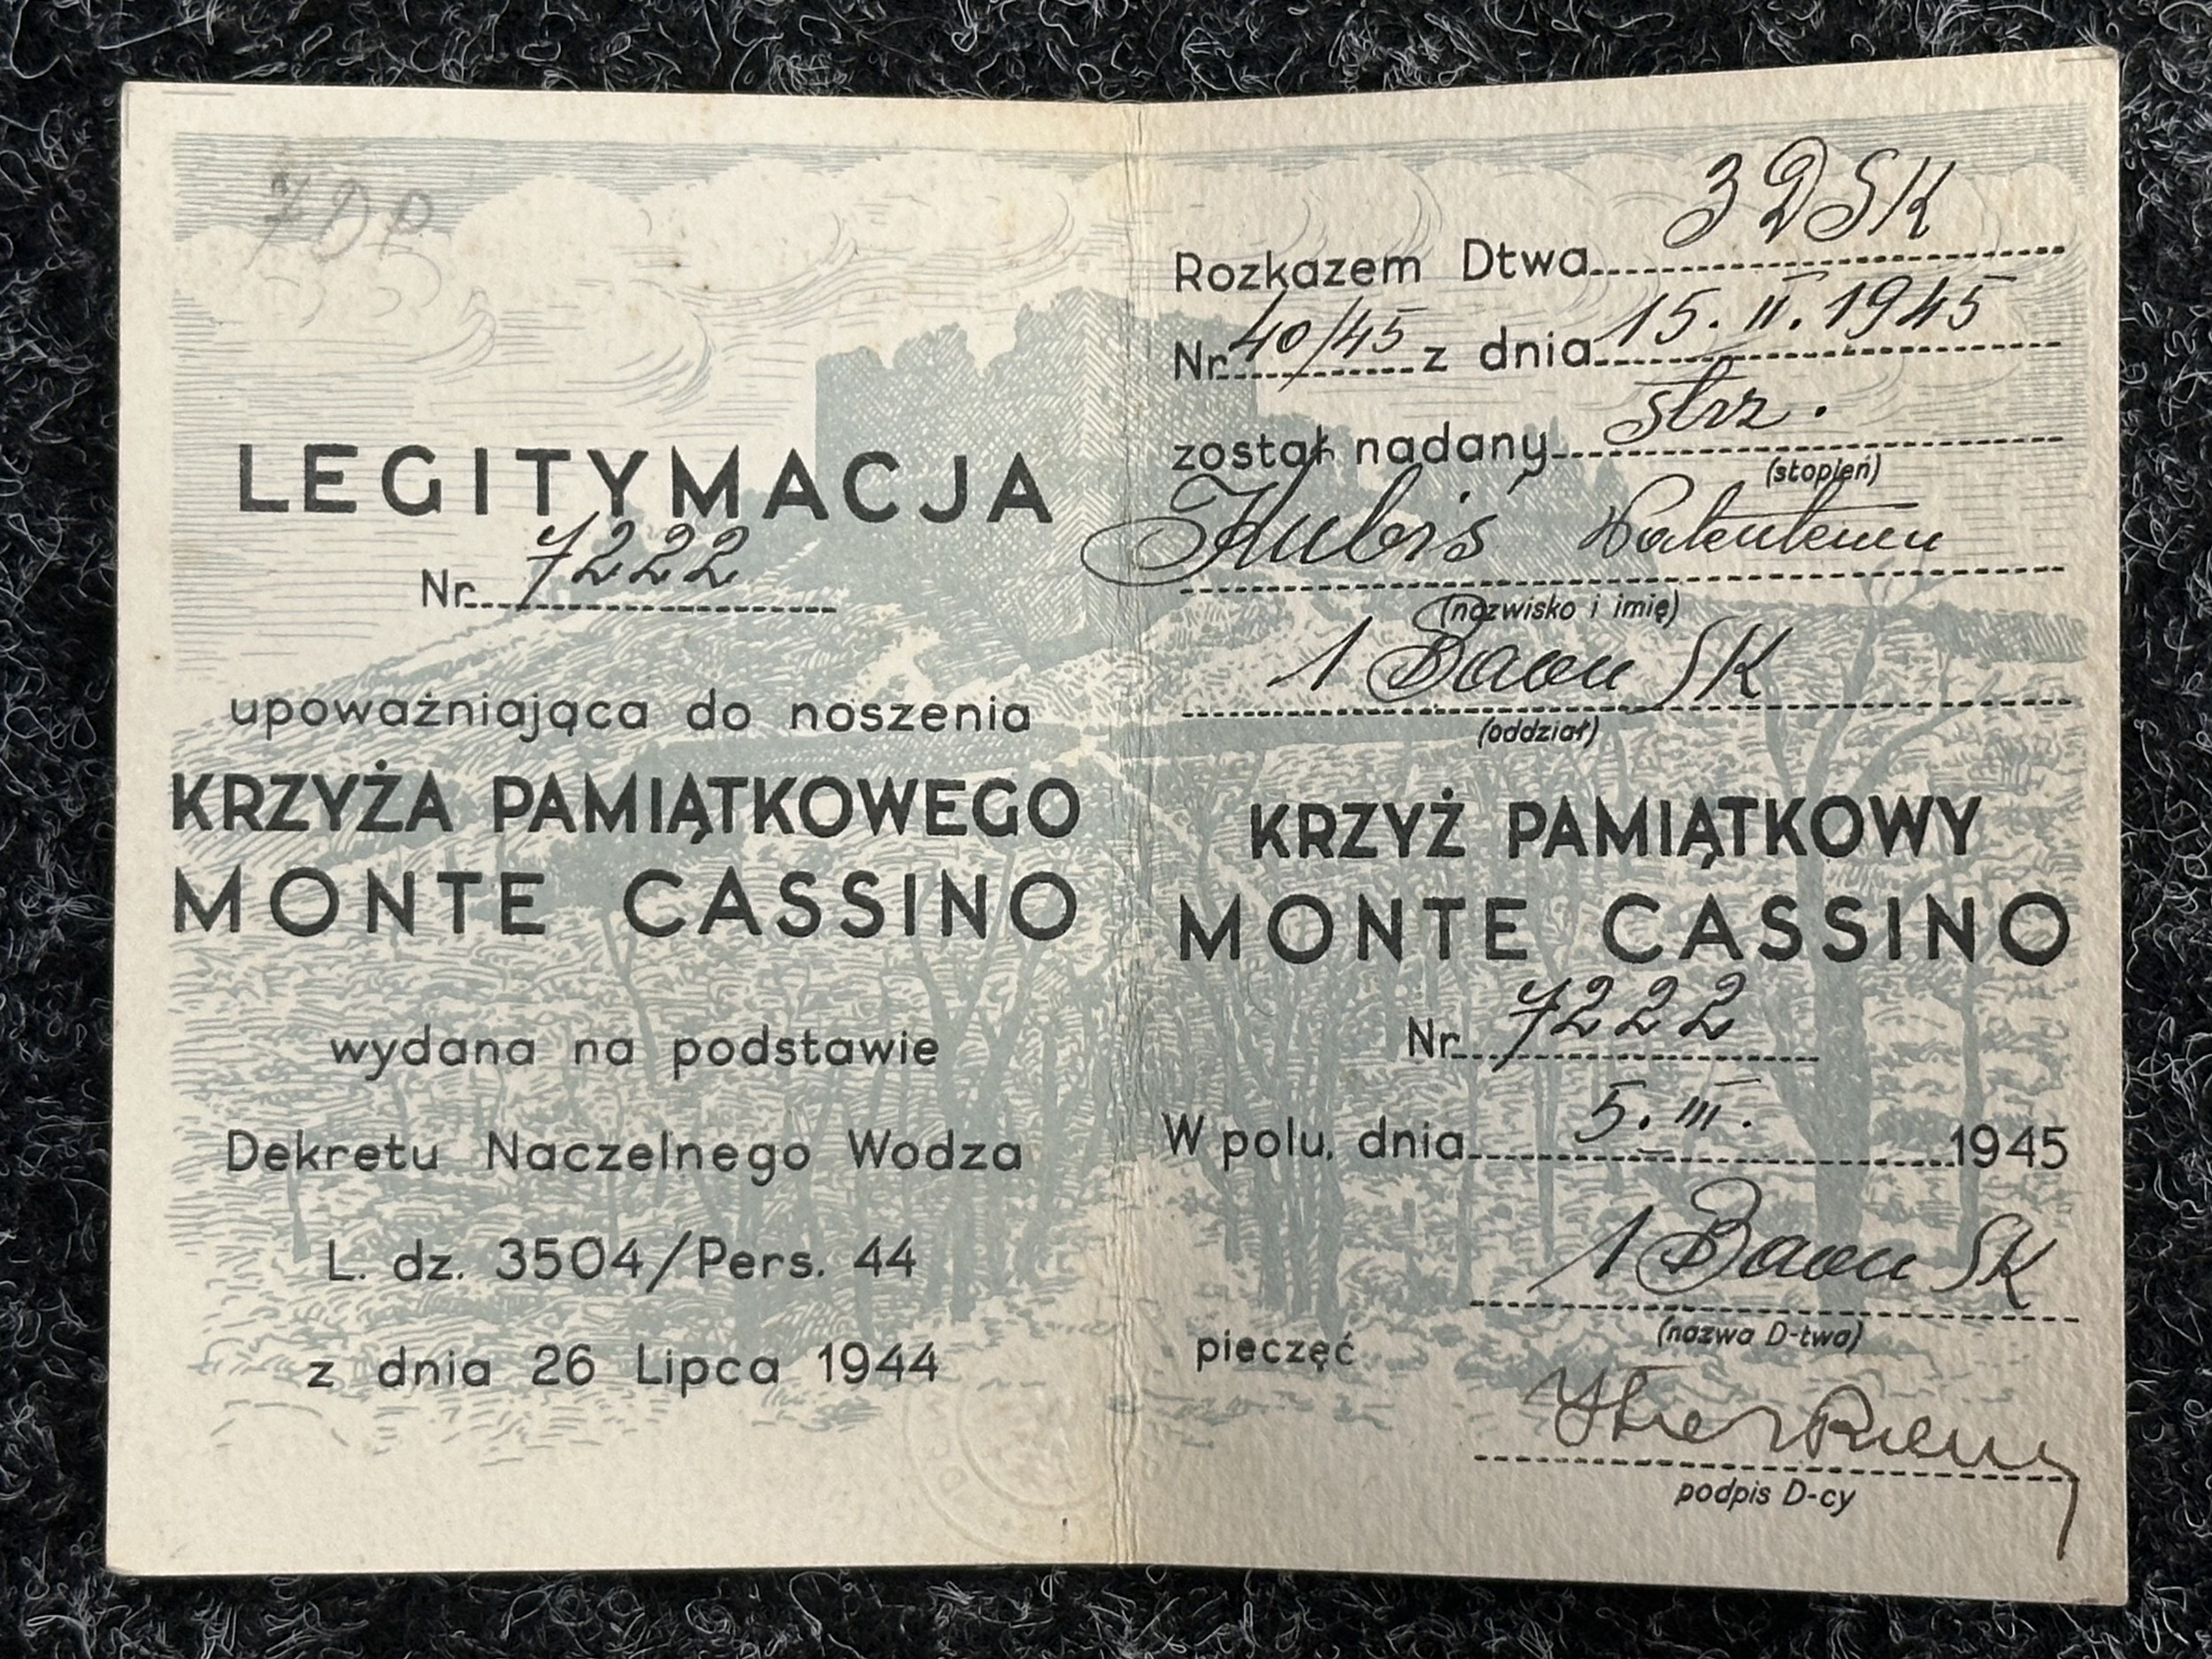 7DP
LEGITYMACJA
Nr 7222
upoważniająca do noszenia
KRZYŻA PAMIĄTKOWEGO
MONTE CASSINO
wydana na podstawie
Dekretu Naczelnego Wodza
L. dz. 3504/Pers. 44
z dnia 26 Lipca 1944
Rozkazem Dtwa 3 DSK
Nr 40/45 z dnia 15. II. 1945
został nadany strz.
(stopień)
Kubiś Walentemu
(nazwisko i imię)
1 Baon SK
(oddział)
KRZYŻ PAMIĄTKOWY
MONTE CASSINO
Nr 7222
W polu, dnia 5. III. 1945
1 Baon SK
(nazwa D-twa)
pieczęć
podpis D-cy